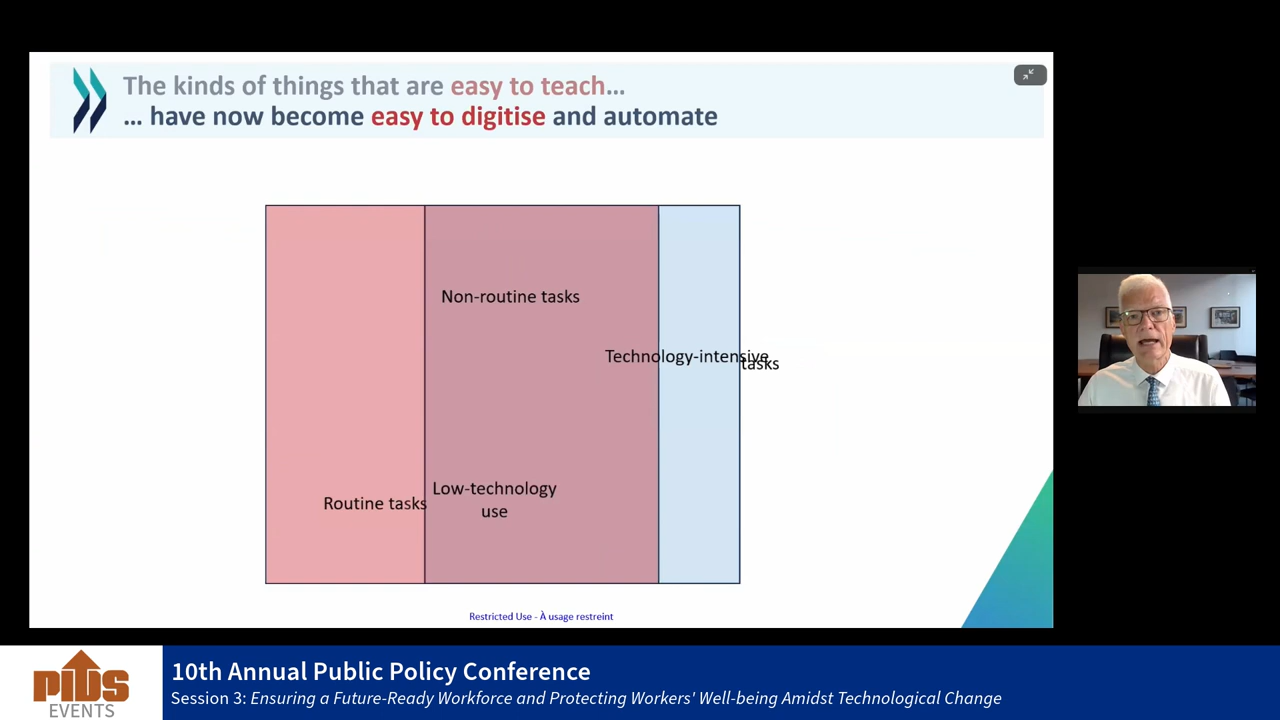 The kinds of things that are easy to teach…
… have now become easy to digitise and automate
Non-routine tasks
Technology-intensive
tasks
Low-technology
use
Routine tasks
Restricted Use - À usage restreint
PIDS
EVENTS
10th Annual Public Policy Conference
Session 3: Ensuring a Future-Ready Workforce and Protecting Workers' Well-being Amidst Technological Change